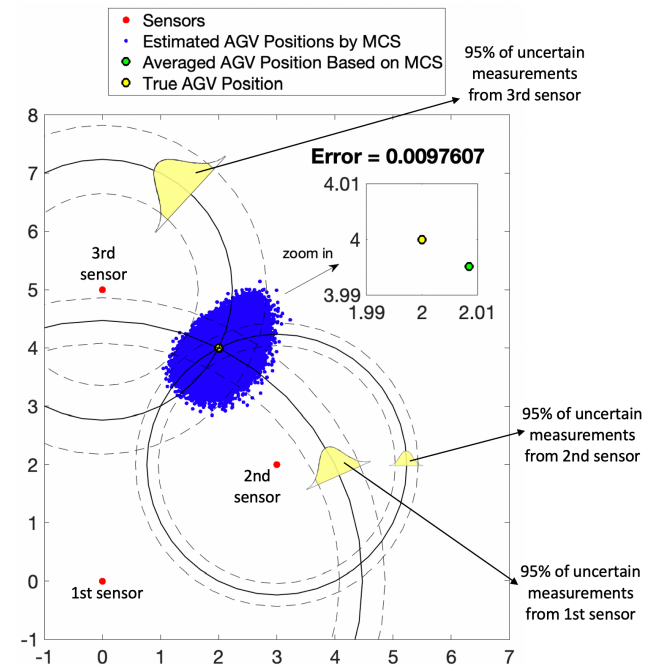 Sensors
Estimated AGV Positions by MCS
Averaged AGV Position Based on MCS
True AGV Position
95% of uncertain
measurements
from 3rd sensor
Error = 0.0097607
4.01
4
3.99
1.99 2 2.01
zoom in
8
7
6
5
4
3
2
1
0
-1
3rd
sensor
2nd
sensor
1st sensor
95% of uncertain
measurements
from 2nd sensor
95% of uncertain
measurements
from 1st sensor
-1 0 1 2 3 4 5 6 7